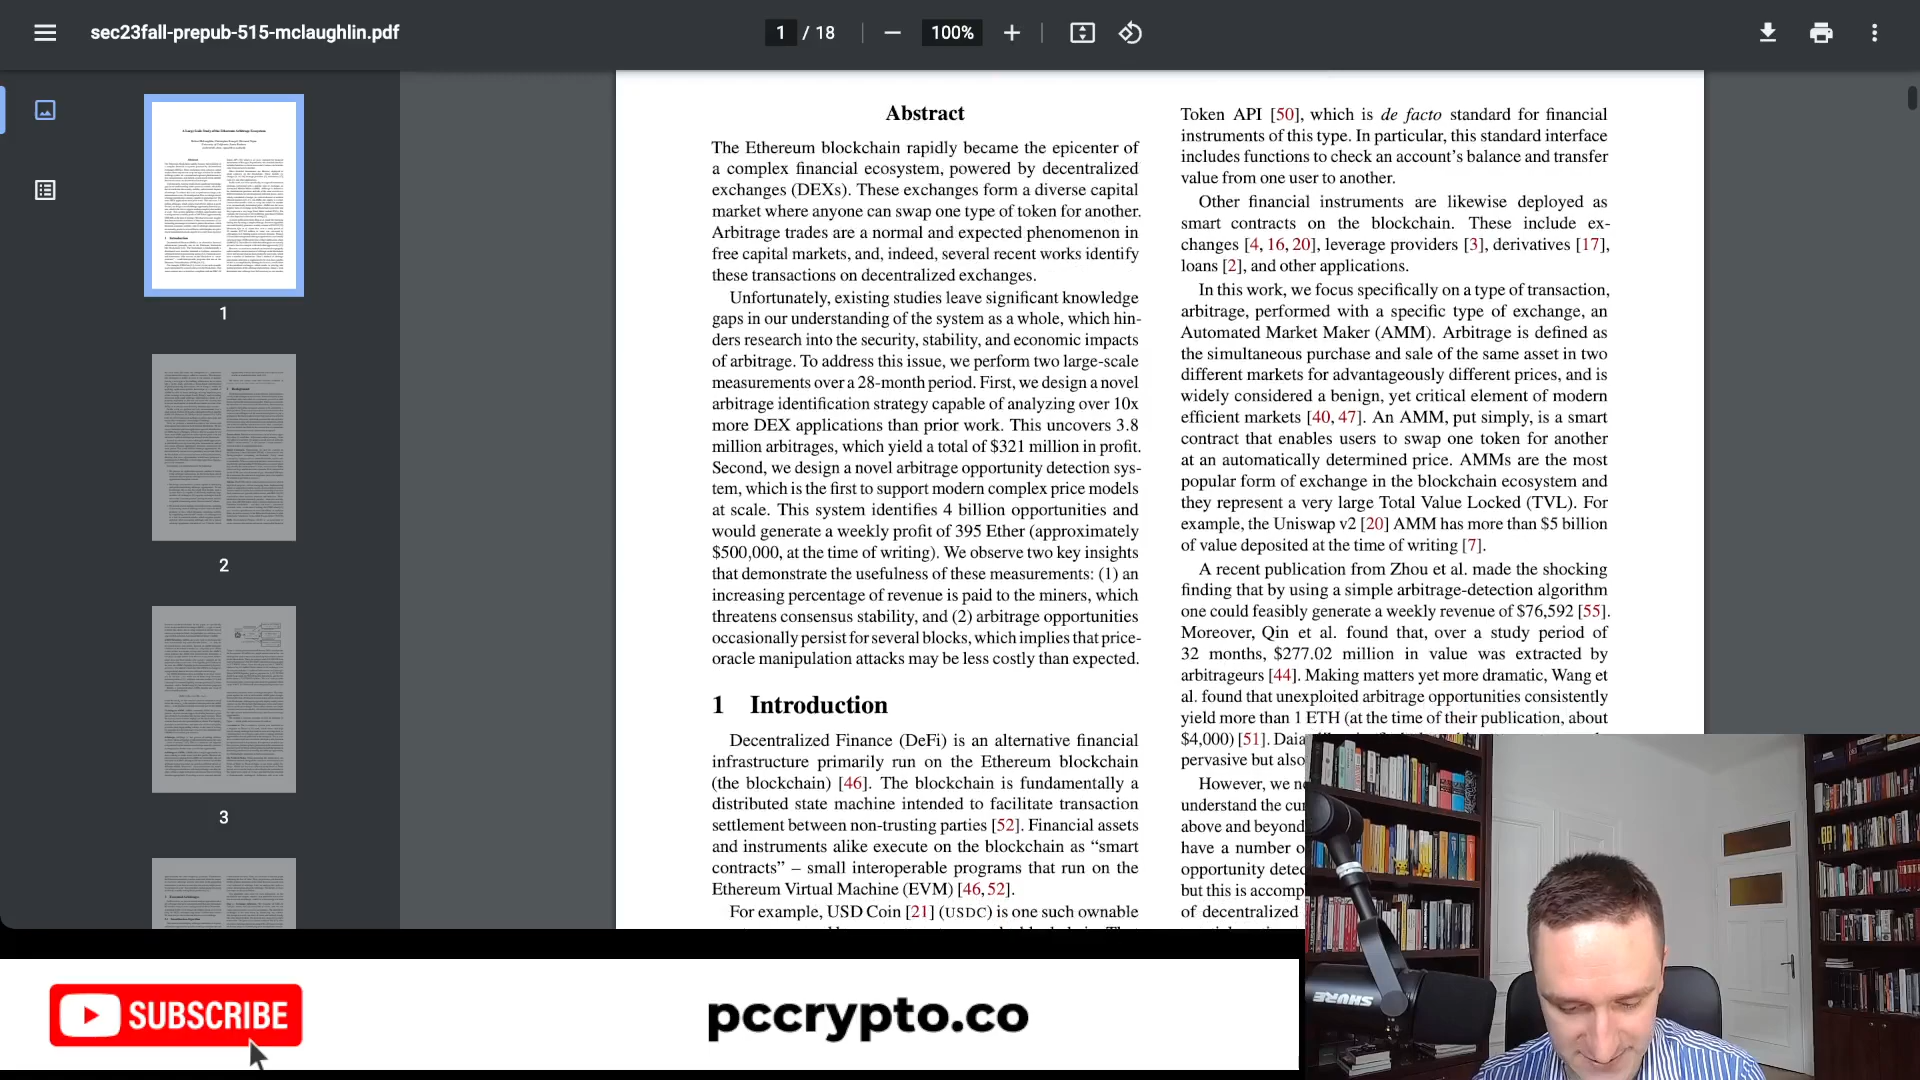 sec23fall-prepub-515-mclaughlin.pdf
1 / 18
100%
1
2
3
Abstract
The Ethereum blockchain rapidly became the epicenter of
a complex financial ecosystem, powered by decentralized
exchanges (DEXs). These exchanges form a diverse capital
market where anyone can swap one type of token for another.
Arbitrage trades are a normal and expected phenomenon in
free capital markets, and, indeed, several recent works identify
these transactions on decentralized exchanges.
Unfortunately, existing studies leave significant knowledge
gaps in our understanding of the system as a whole, which hin-
ders research into the security, stability, and economic impacts
of arbitrage. To address this issue, we perform two large-scale
measurements over a 28-month period. First, we design a novel
arbitrage identification strategy capable of analyzing over 10x
more DEX applications than prior work. This uncovers 3.8
million arbitrages, which yield a total of $321 million in profit.
Second, we design a novel arbitrage opportunity detection sys-
tem, which is the first to support modern complex price models
at scale. This system identifies 4 billion opportunities and
would generate a weekly profit of 395 Ether (approximately
$500,000, at the time of writing). We observe two key insights
that demonstrate the usefulness of these measurements: (1) an
increasing percentage of revenue is paid to the miners, which
threatens consensus stability, and (2) arbitrage opportunities
occasionally persist for several blocks, which implies that price-
oracle manipulation attacks may be less costly than expected.
1 Introduction
Decentralized Finance (DeFi) is an alternative financial
infrastructure primarily run on the Ethereum blockchain
(the blockchain) [46]. The blockchain is fundamentally a
distributed state machine intended to facilitate transaction
settlement between non-trusting parties [52]. Financial assets
and instruments alike execute on the blockchain as “smart
contracts” – small interoperable programs that run on the
Ethereum Virtual Machine (EVM) [46, 52].
For example, USD Coin [21] (USDC) is one such ownable
Token API [50], which is de facto standard for financial
instruments of this type. In particular, this standard interface
includes functions to check an account’s balance and transfer
value from one user to another.
Other financial instruments are likewise deployed as
smart contracts on the blockchain. These include ex-
changes [4, 16, 20], leverage providers [3], derivatives [17],
loans [2], and other applications.
In this work, we focus specifically on a type of transaction,
arbitrage, performed with a specific type of exchange, an
Automated Market Maker (AMM). Arbitrage is defined as
the simultaneous purchase and sale of the same asset in two
different markets for advantageously different prices, and is
widely considered a benign, yet critical element of modern
efficient markets [40, 47]. An AMM, put simply, is a smart
contract that enables users to swap one token for another
at an automatically determined price. AMMs are the most
popular form of exchange in the blockchain ecosystem and
they represent a very large Total Value Locked (TVL). For
example, the Uniswap v2 [20] AMM has more than $5 billion
of value deposited at the time of writing [7].
A recent publication from Zhou et al. made the shocking
finding that by using a simple arbitrage-detection algorithm
one could feasibly generate a weekly revenue of $76,592 [55].
Moreover, Qin et al. found that, over a study period of
32 months, $277.02 million in value was extracted by
arbitrageurs [44]. Making matters yet more dramatic, Wang et
al. found that unexploited arbitrage opportunities consistently
yield more than 1 ETH (at the time of their publication, about
$4,000) [51].
pervasive but also
However, we
understand the
above and beyond
have a number
opportunity
but this is
of decentralized
SUBSCRIBE
pccrypto.co
SHURE